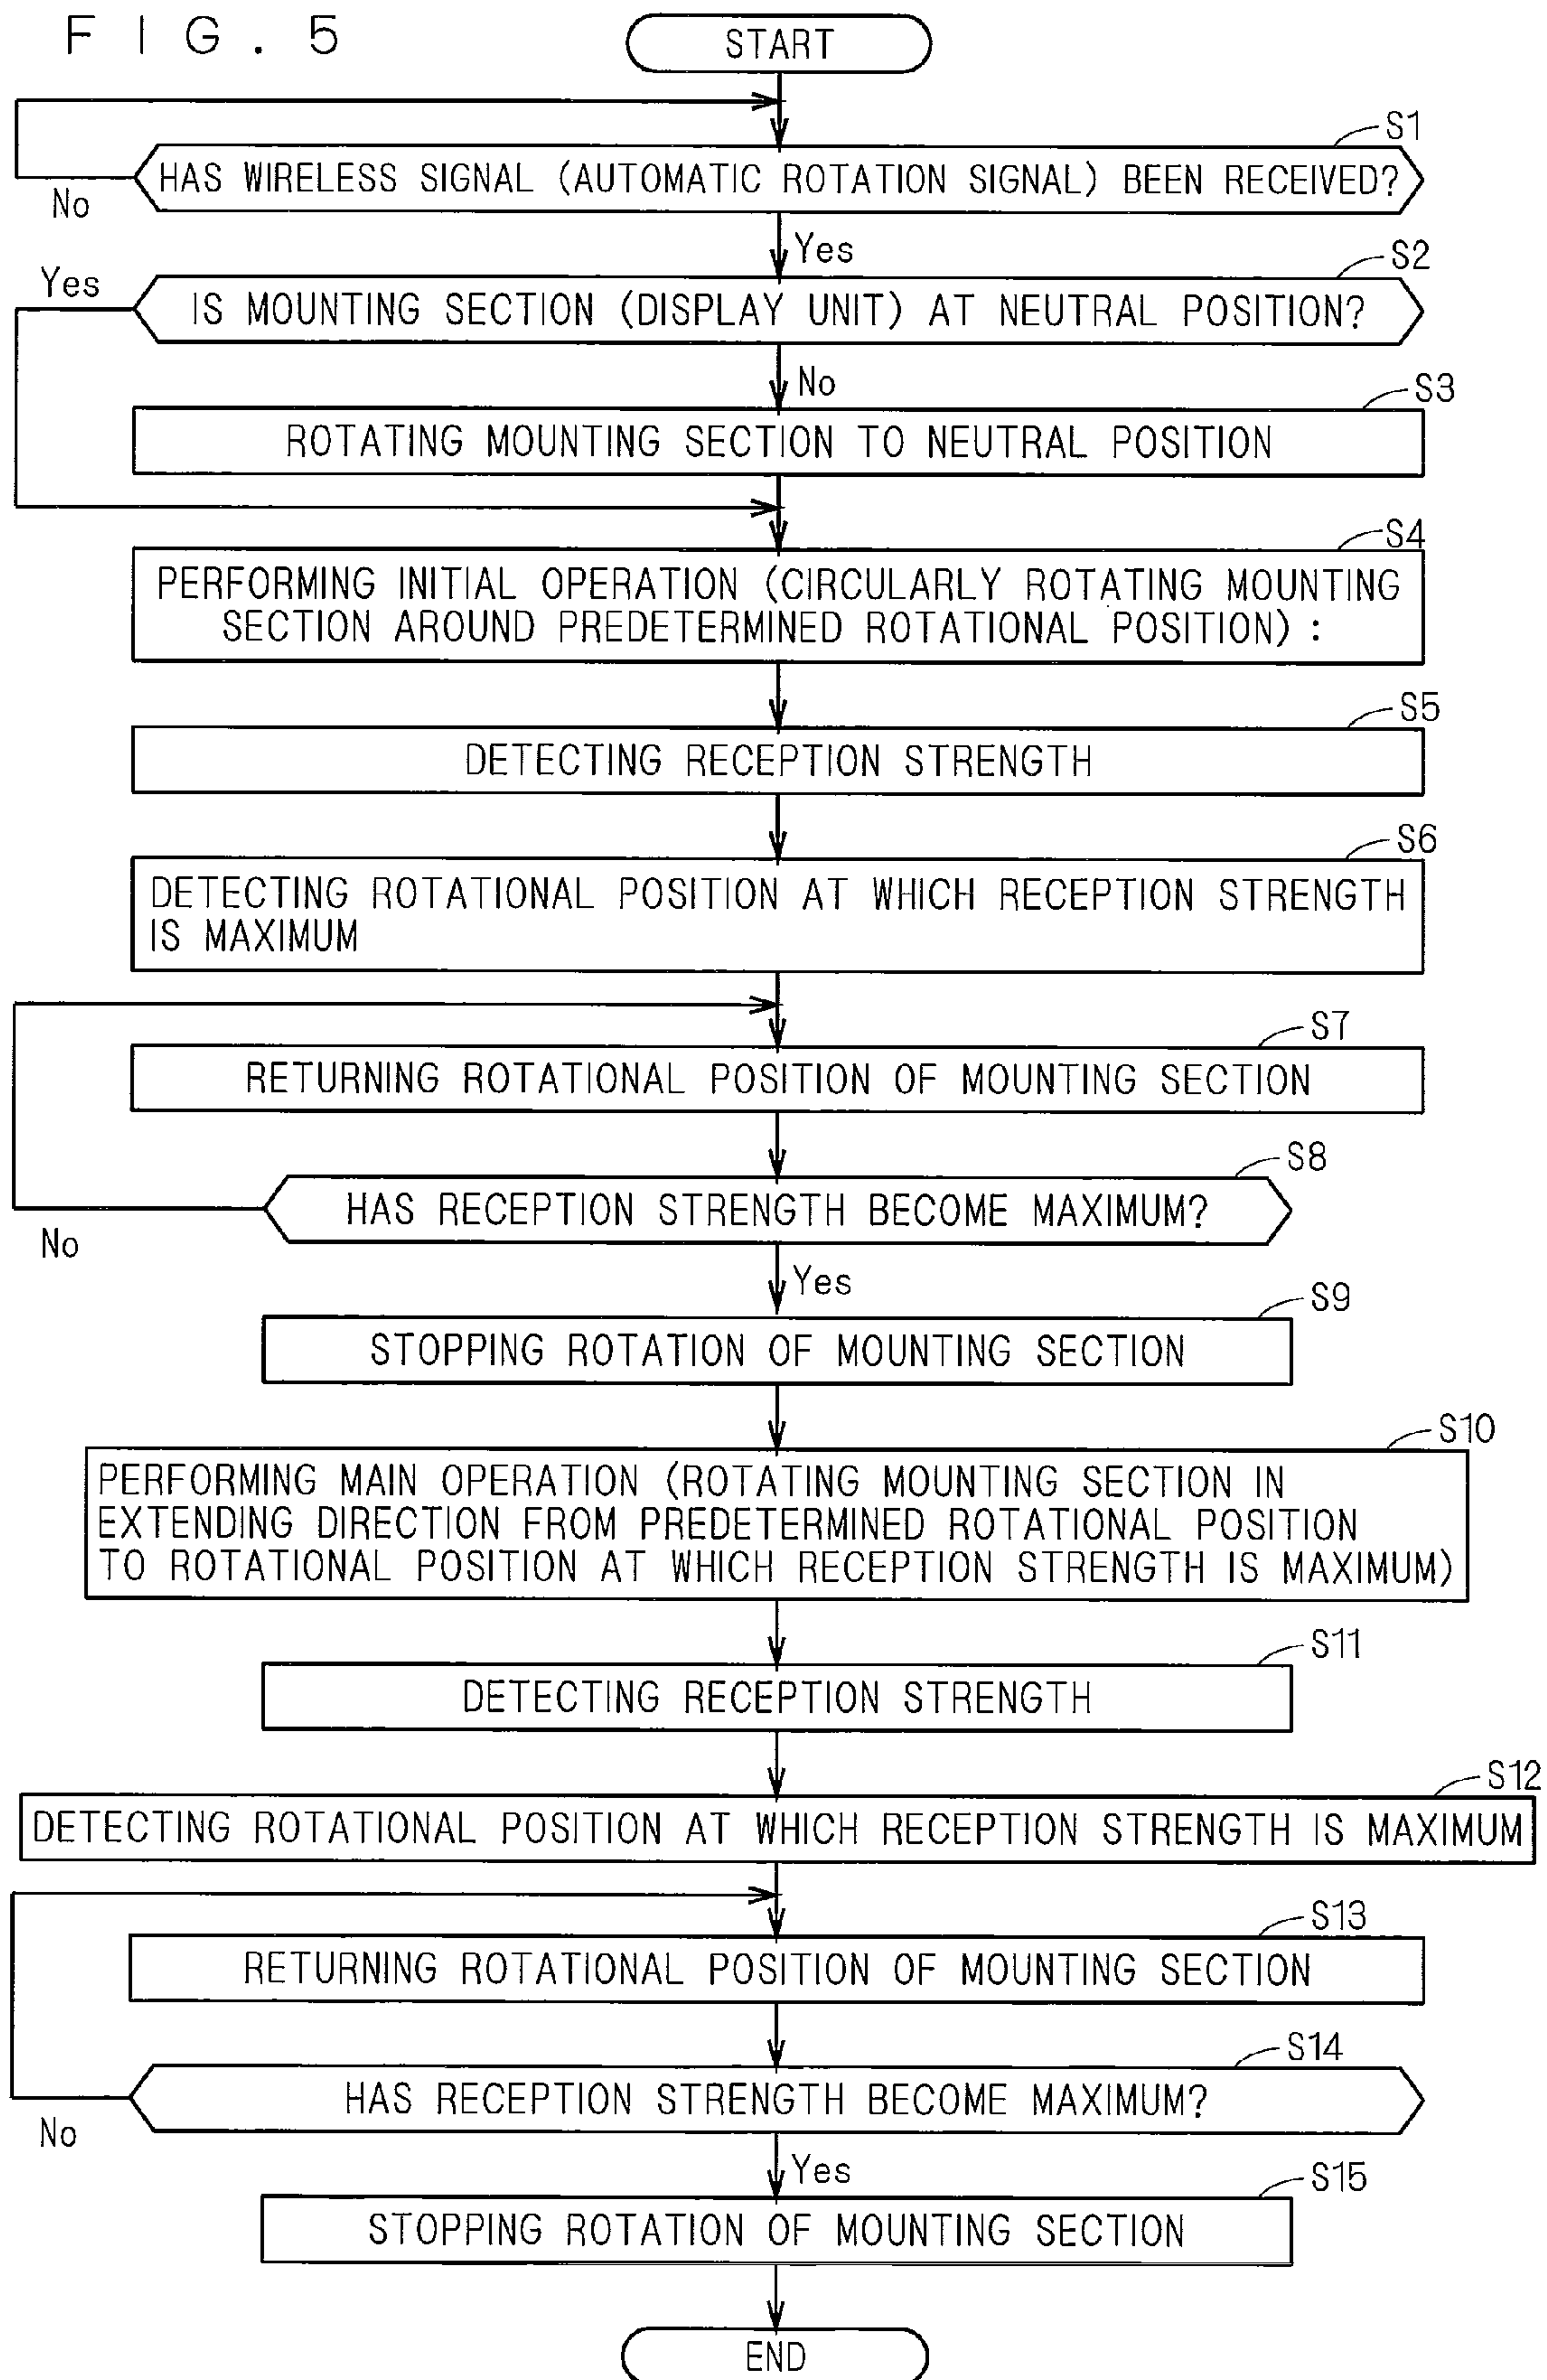 FIG. 5
START
S1
HAS WIRELESS SIGNAL (AUTOMATIC ROTATION SIGNAL) BEEN RECEIVED?
No
Yes
S2
Yes
IS MOUNTING SECTION (DISPLAY UNIT) AT NEUTRAL POSITION?
No
S3
ROTATING MOUNTING SECTION TO NEUTRAL POSITION
S4
PERFORMING INITIAL OPERATION (CIRCULARLY ROTATING MOUNTING
SECTION AROUND PREDETERMINED ROTATIONAL POSITION) :
S5
DETECTING RECEPTION STRENGTH
S6
DETECTING ROTATIONAL POSITION AT WHICH RECEPTION STRENGTH
IS MAXIMUM
S7
RETURNING ROTATIONAL POSITION OF MOUNTING SECTION
S8
HAS RECEPTION STRENGTH BECOME MAXIMUM?
No
Yes
S9
STOPPING ROTATION OF MOUNTING SECTION
S10
PERFORMING MAIN OPERATION (ROTATING MOUNTING SECTION IN
EXTENDING DIRECTION FROM PREDETERMINED ROTATIONAL POSITION
TO ROTATIONAL POSITION AT WHICH RECEPTION STRENGTH IS MAXIMUM)
S11
DETECTING RECEPTION STRENGTH
S12
DETECTING ROTATIONAL POSITION AT WHICH RECEPTION STRENGTH IS MAXIMUM
S13
RETURNING ROTATIONAL POSITION OF MOUNTING SECTION
S14
HAS RECEPTION STRENGTH BECOME MAXIMUM?
No
Yes
S15
STOPPING ROTATION OF MOUNTING SECTION
END